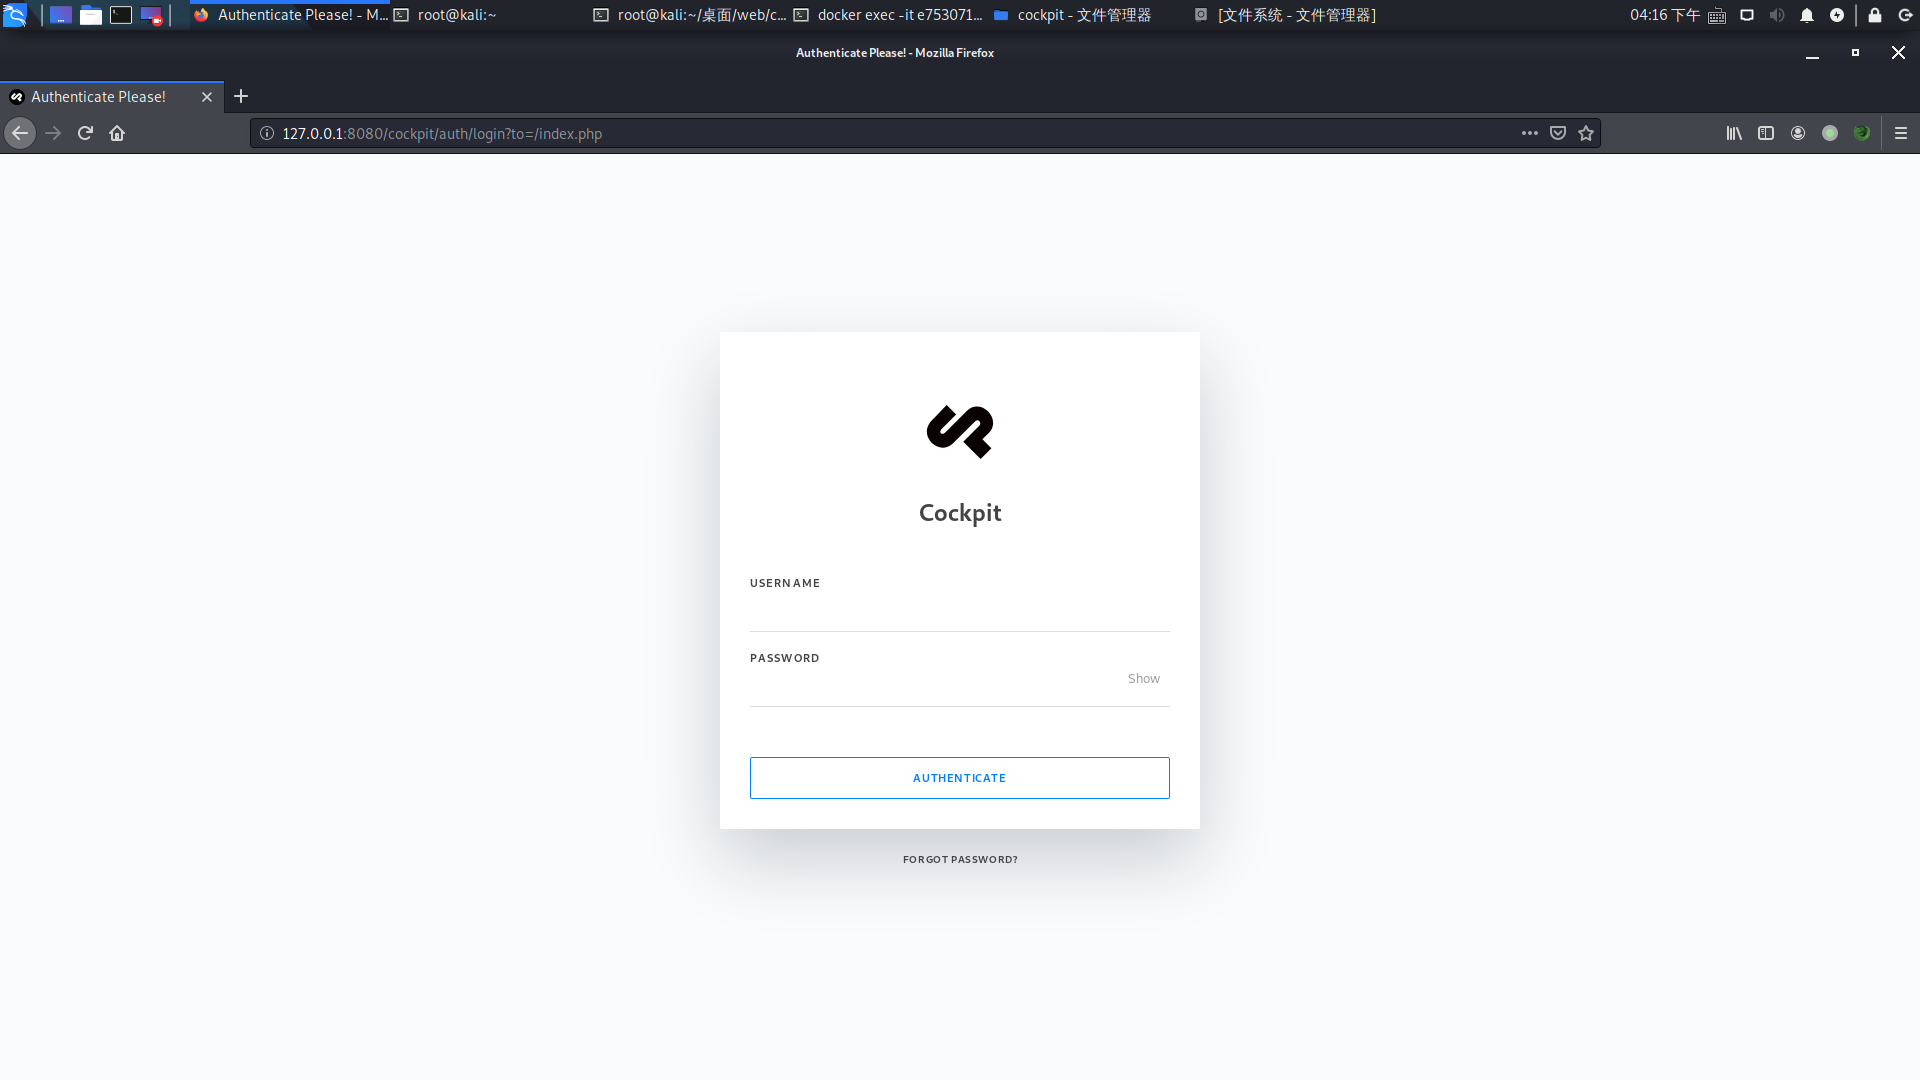 Authenticate Please! - M... root@kali:~ root@kali:~/桌面/web/c... docker exec -it e753071... cockpit - 文件管理器 [文件系统 - 文件管理器] 04:16 下午
Authenticate Please! - Mozilla Firefox
Authenticate Please!
127.0.0.1:8080/cockpit/auth/login?to=/index.php
Cockpit
USERNAME
PASSWORD
Show
AUTHENTICATE
FORGOT PASSWORD?